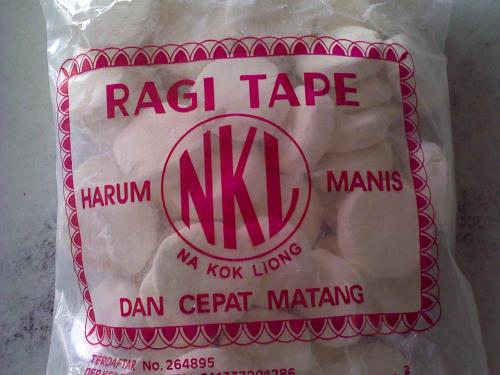 RAGI TAPE
HARUM NKL MANIS
NA KOK LIONG
DAN CEPAT MATANG
TERDAFTAR No. 264895